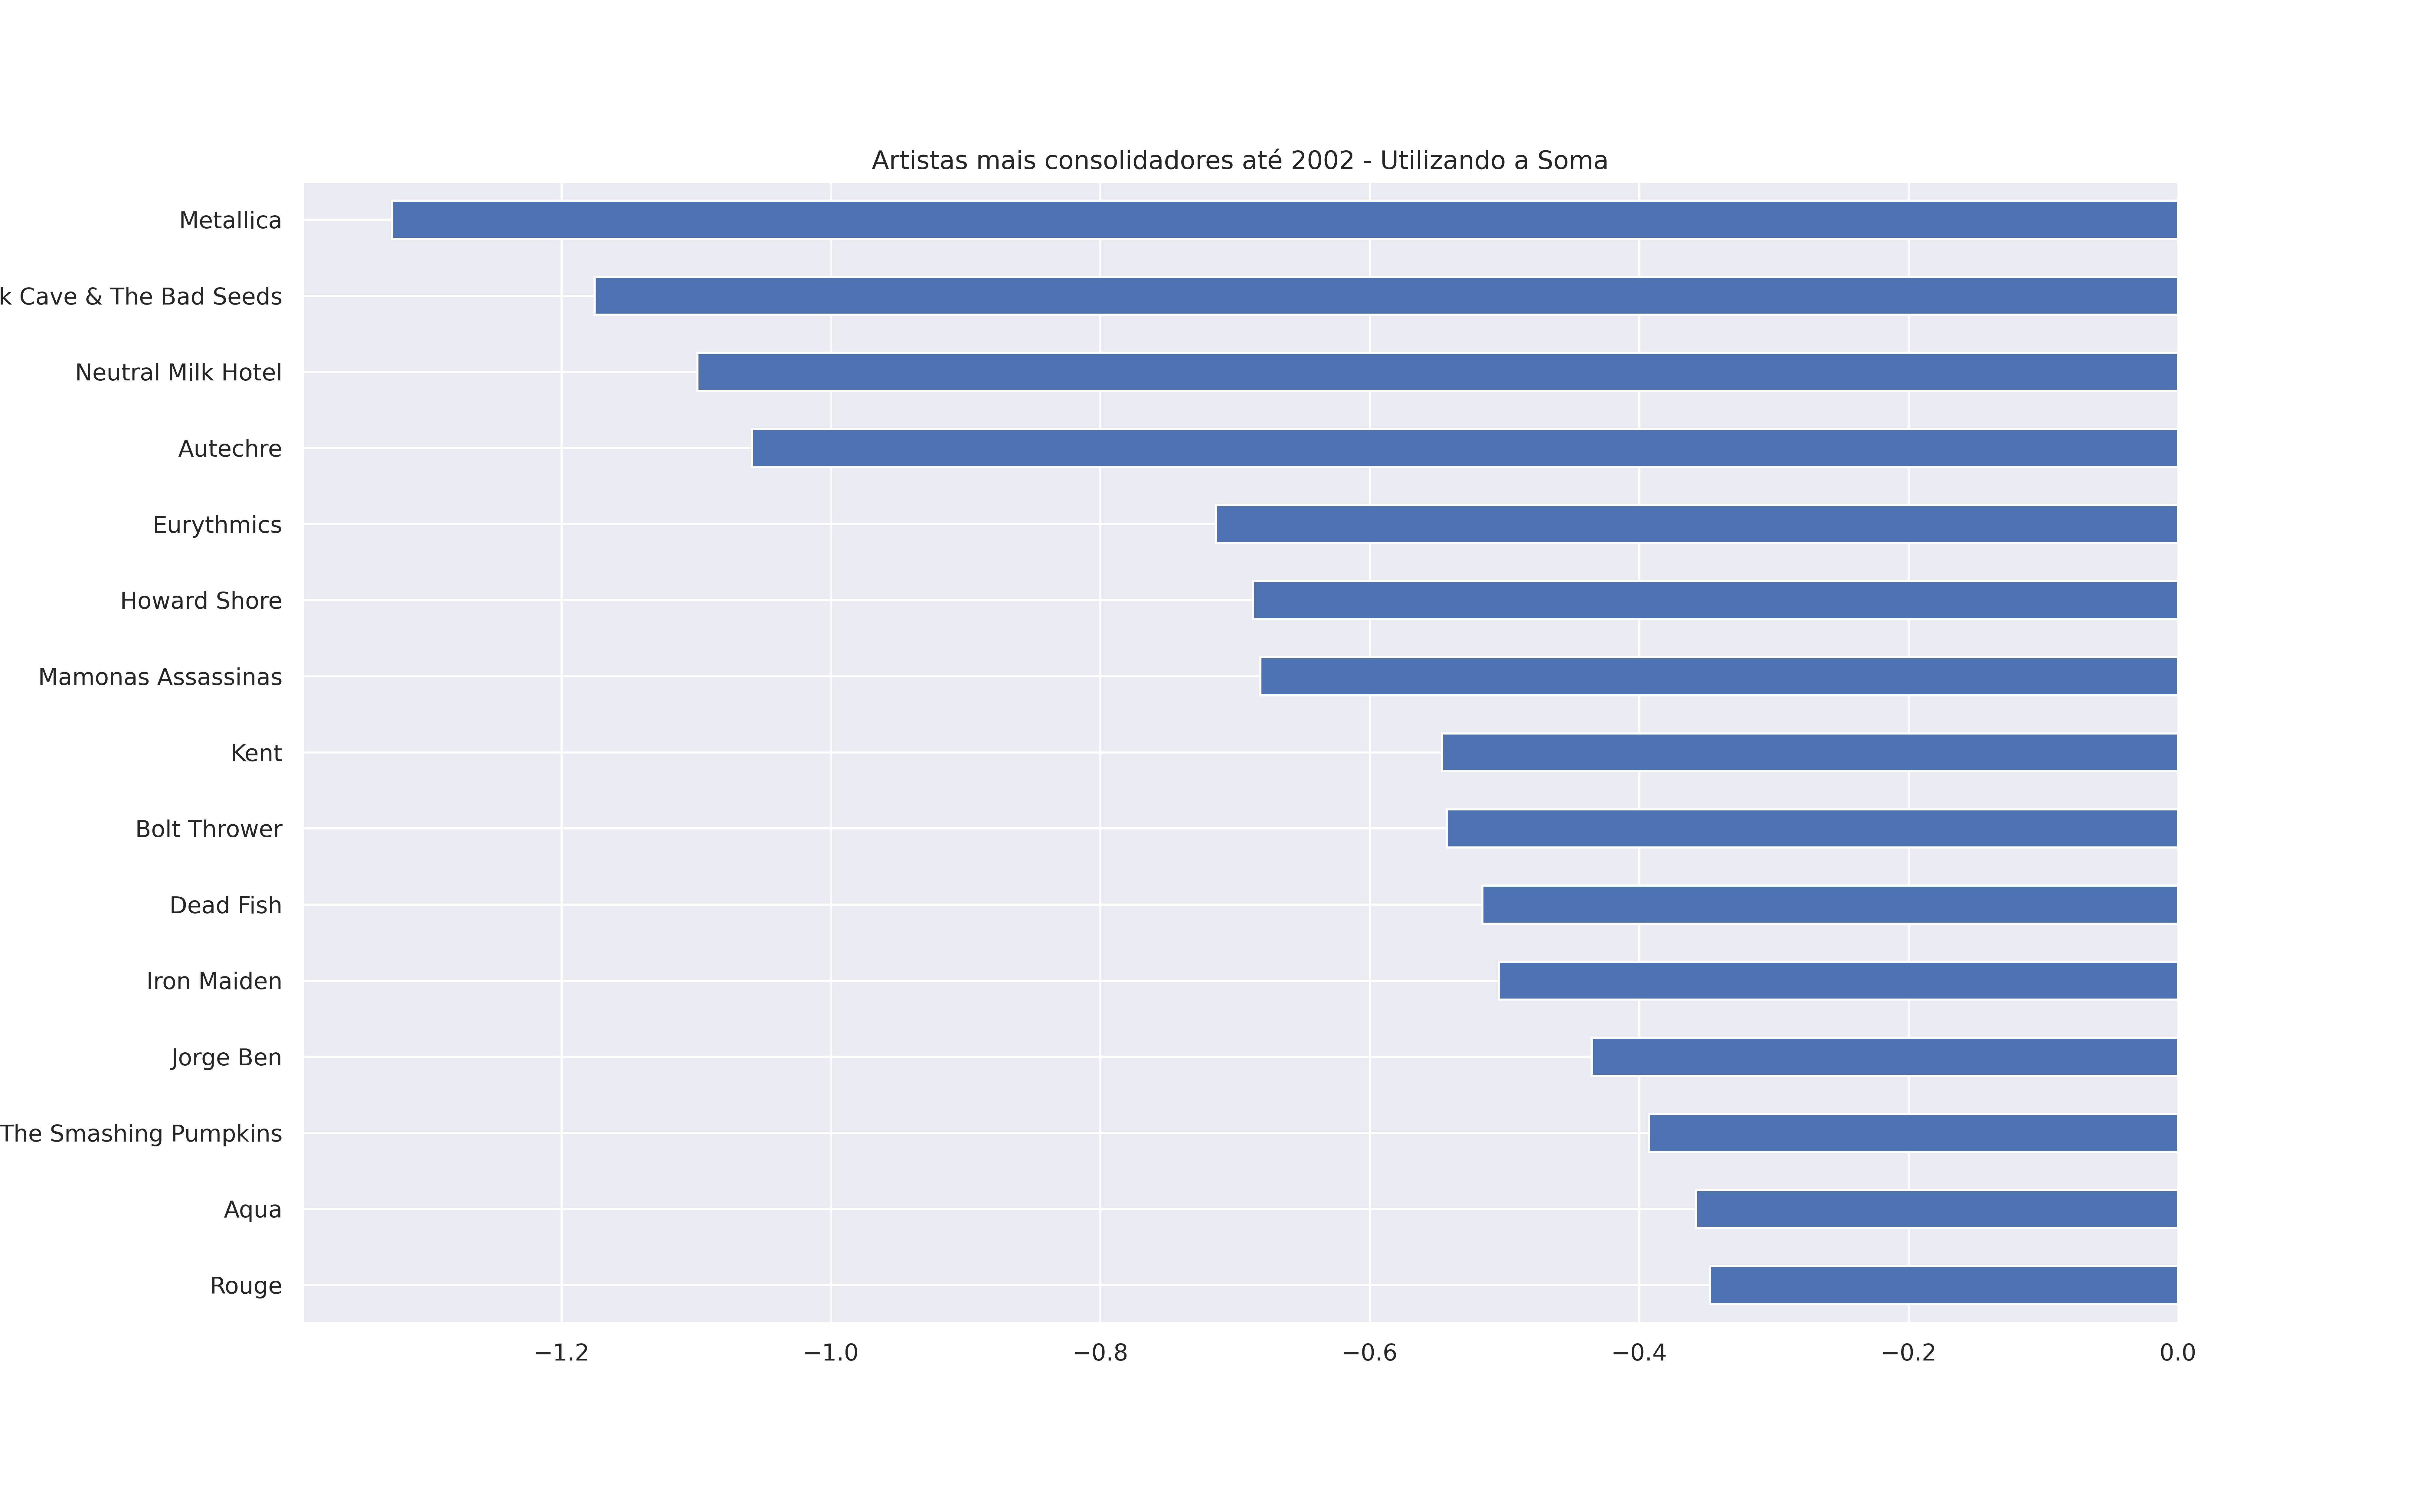 Artistas mais consolidadores até 2002 - Utilizando a Soma
Metallica
k Cave & The Bad Seeds
Neutral Milk Hotel
Autechre
Eurythmics
Howard Shore
Mamonas Assassinas
Kent
Bolt Thrower
Dead Fish
Iron Maiden
Jorge Ben
The Smashing Pumpkins
Aqua
Rouge
−1.2 −1.0 −0.8 −0.6 −0.4 −0.2 0.0